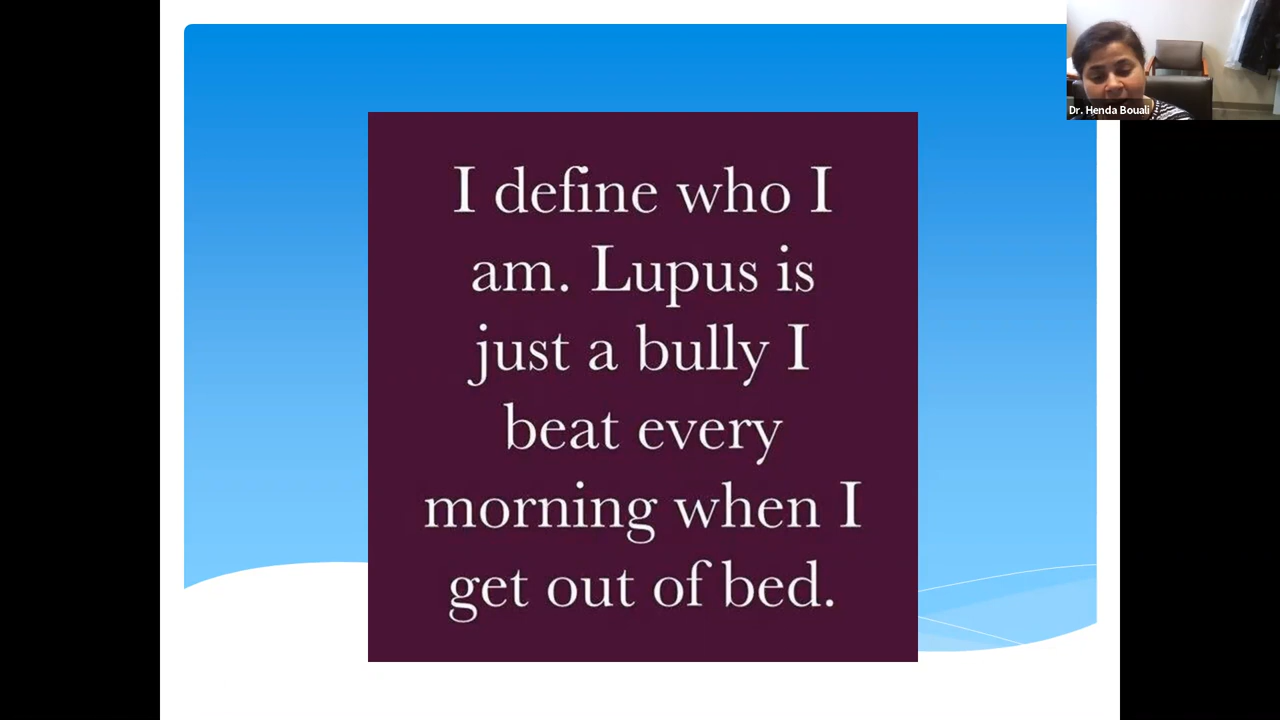 Dr. Henda Bouali
I define who I
am. Lupus is
just a bully I
beat every
morning when I
get out of bed.